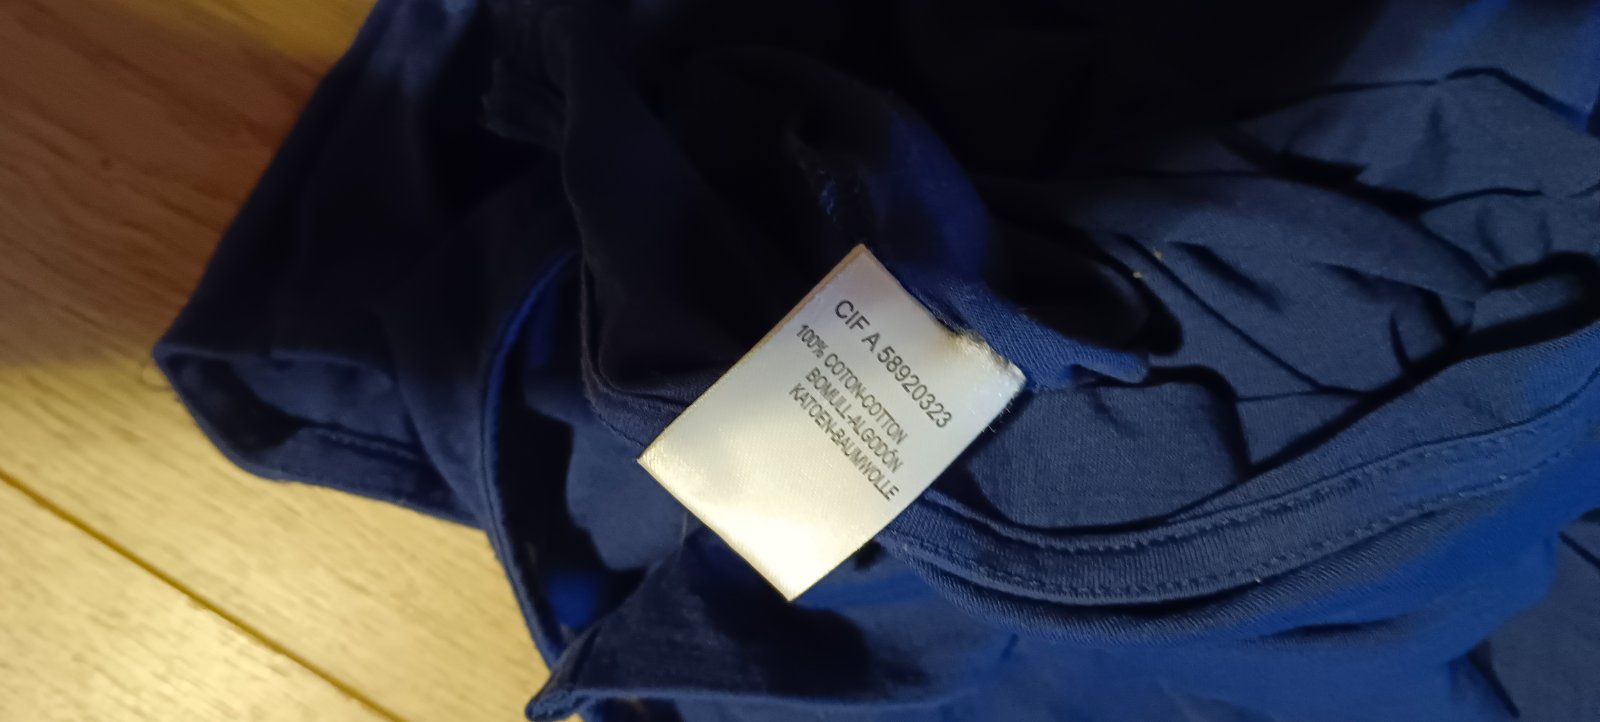 CIF A 58920323
100% COTON-COTTON
BOMULL-ALGODÓN
KATOEN-BAUMWOLLE